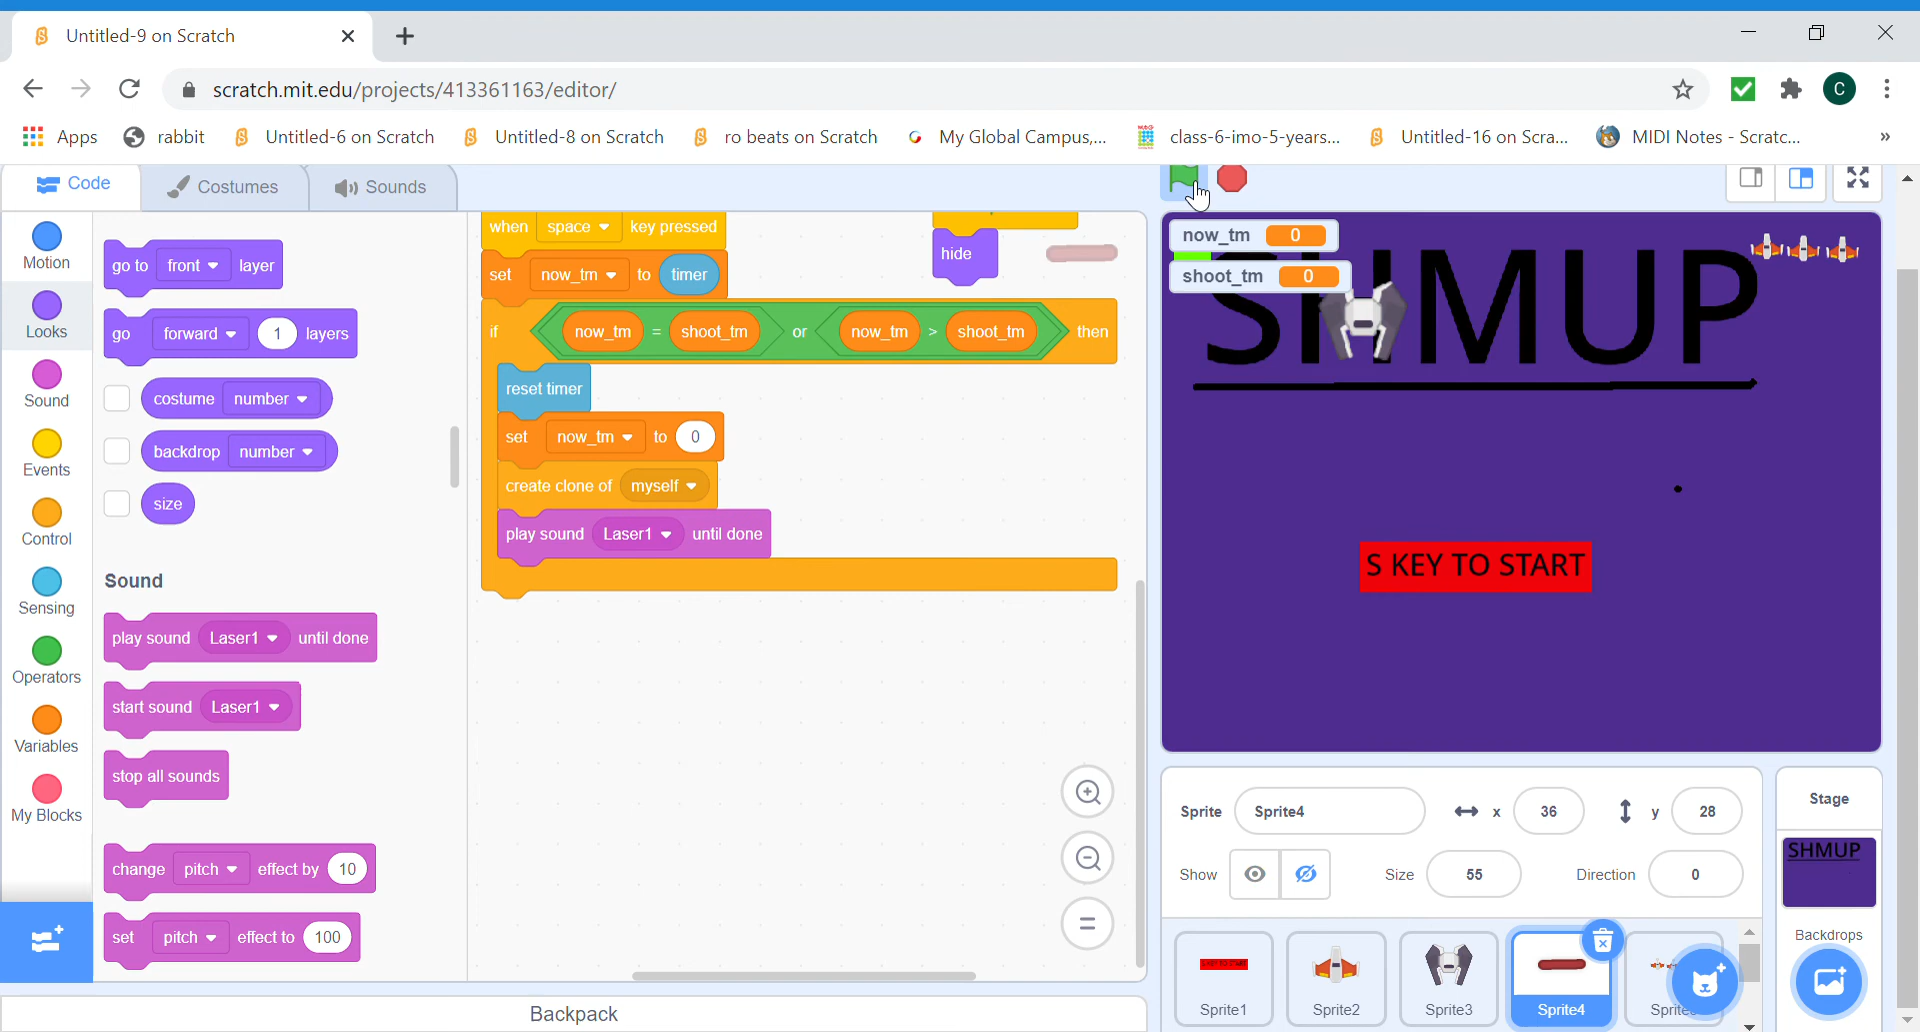 Untitled-9 on Scratch
scratch.mit.edu/projects/413361163/editor/
C
Apps rabbit Untitled-6 on Scratch Untitled-8 on Scratch ro beats on Scratch My Global Campus,... class-6-imo-5-years... Untitled-16 on Scra... MIDI Notes - Scratc... »
Code Costumes Sounds
Motion
Looks
Sound
Events
Control
Sensing
Operators
Variables
My Blocks
go to front layer
go forward 1 layers
costume number
backdrop number
size
Sound
play sound Laser1 until done
start sound Laser1
stop all sounds
change pitch effect by 10
set pitch effect to 100
when space key pressed
set now_tm to timer
if now_tm = shoot_tm or now_tm > shoot_tm then
reset timer
set now_tm to 0
create clone of myself
play sound Laser1 until done
hide
Backpack
now_tm 0
shoot_tm 0
SHMUP
S KEY TO START
Sprite Sprite4 x 36 y 28
Show Size 55 Direction 0
Sprite1
Sprite2
Sprite3
Sprite4
Stage
SHMUP
Backdrops